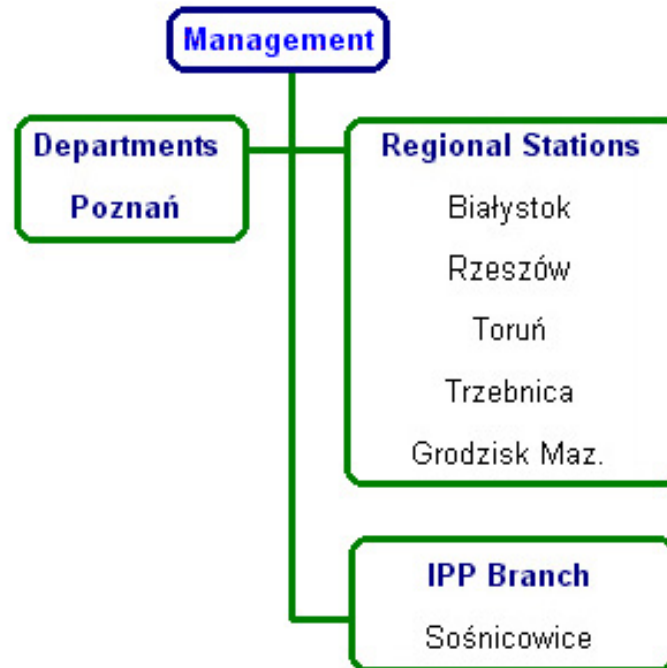 Management
Departments
Poznań
Regional Stations
Białystok
Rzeszów
Toruń
Trzebnica
Grodzisk Maz.
IPP Branch
Sośnicowice